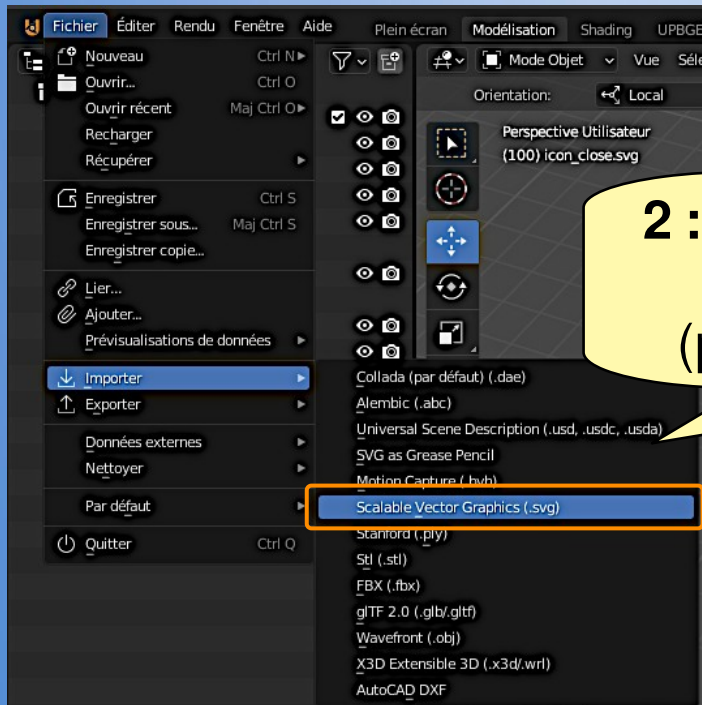 Fichier Éditer Rendu Fenêtre Aide Plein écran Modélisation Shading UPBGE
Mode Objet Vue Séle
Orientation: Local
Perspective Utilisateur
(100) icon_close.svg
Nouveau Ctrl N
Ouvrir... Ctrl O
Ouvrir récent Maj Ctrl O
Recharger
Récupérer
Enregistrer Ctrl S
Enregistrer sous... Maj Ctrl S
Enregistrer copie...
Lier...
Ajouter...
Prévisualisations de données
Importer
Exporter
Données externes
Nettoyer
Par défaut
Quitter Ctrl Q
2 :
(p
Collada (par défaut) (.dae)
Alembic (.abc)
Universal Scene Description (.usd, .usdc, .usda)
SVG as Grease Pencil
Motion Capture (.bvh)
Scalable Vector Graphics (.svg)
Stanford (.ply)
Stl (.stl)
FBX (.fbx)
glTF 2.0 (.glb/.gltf)
Wavefront (.obj)
X3D Extensible 3D (.x3d/.wrl)
AutoCAD DXF